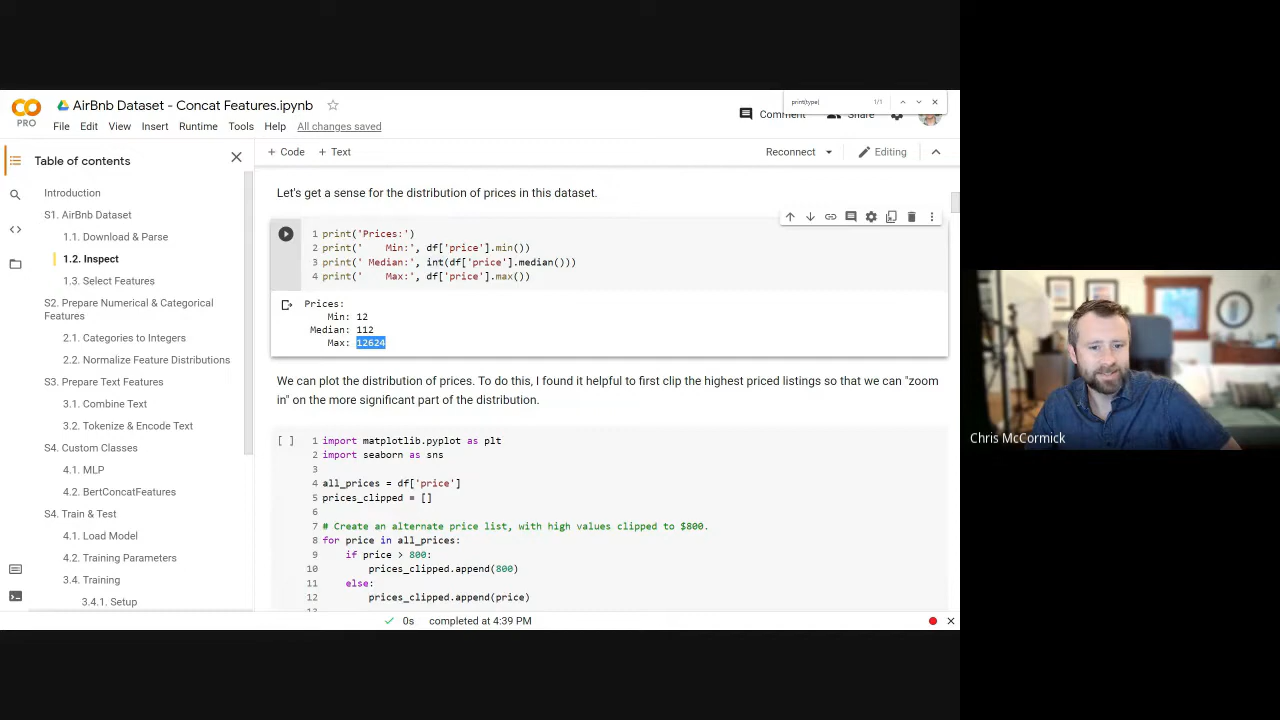 AirBnb Dataset - Concat Features.ipynb
print(type|
1/1
PRO
File Edit View Insert Runtime Tools Help All changes saved
Comment
Share
Table of contents
+ Code + Text
Reconnect
Editing
Introduction
S1. AirBnb Dataset
1.1. Download & Parse
1.2. Inspect
1.3. Select Features
S2. Prepare Numerical & Categorical
Features
2.1. Categories to Integers
2.2. Normalize Feature Distributions
S3. Prepare Text Features
3.1. Combine Text
3.2. Tokenize & Encode Text
S4. Custom Classes
4.1. MLP
4.2. BertConcatFeatures
S4. Train & Test
4.1. Load Model
4.2. Training Parameters
3.4. Training
3.4.1. Setup
Let's get a sense for the distribution of prices in this dataset.
1 print('Prices:')
2 print('    Min:', df['price'].min())
3 print(' Median:', int(df['price'].median()))
4 print('    Max:', df['price'].max())
Prices:
Min: 12
Median: 112
Max: 12624
We can plot the distribution of prices. To do this, I found it helpful to first clip the highest priced listings so that we can "zoom
in" on the more significant part of the distribution.
[ ]
1 import matplotlib.pyplot as plt
2 import seaborn as sns
3
4 all_prices = df['price']
5 prices_clipped = []
6
7 # Create an alternate price list, with high values clipped to $800.
8 for price in all_prices:
9     if price > 800:
10         prices_clipped.append(800)
11     else:
12         prices_clipped.append(price)
0s completed at 4:39 PM
Chris McCormick